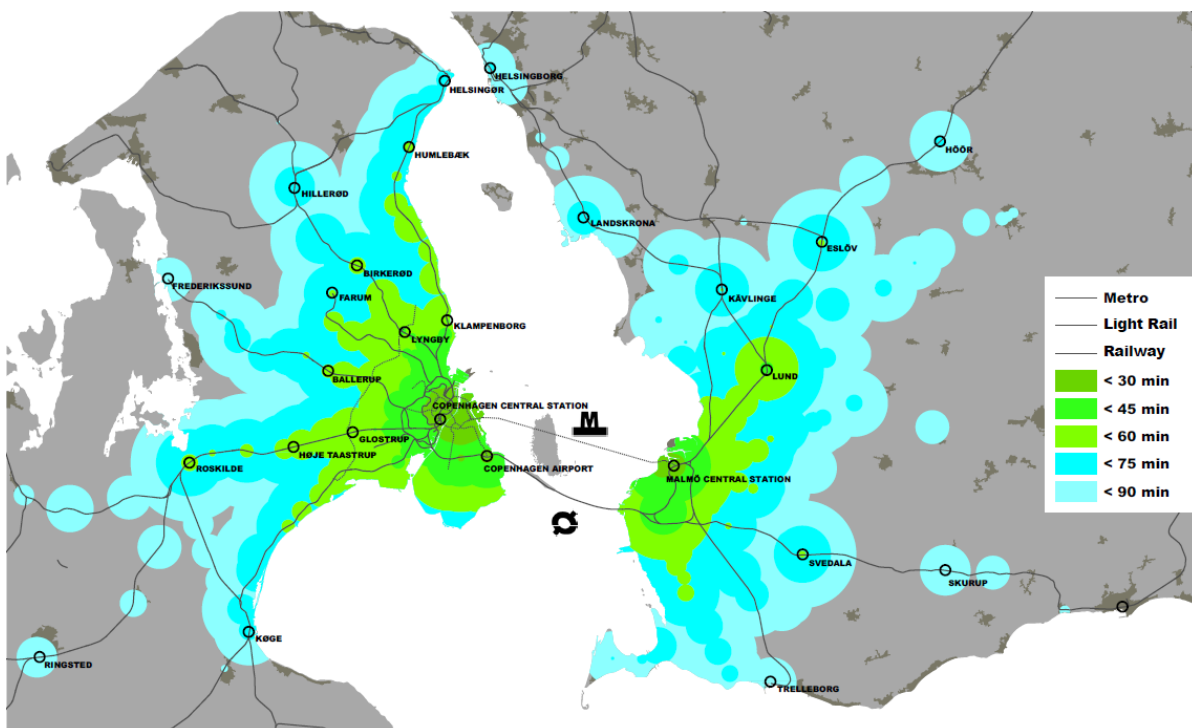 HELSINGBORG
HELSINGØR
HUMLEBÆK
HÖÖR
HILLERØD
LANDSKRONA
ESLÖV
BIRKERØD
FREDERIKSSUND
KÄVLINGE
FARUM
KLAMPENBORG
LYNGBY
BALLERUP
LUND
COPENHAGEN CENTRAL STATION
M
GLOSTRUP
HØJE TAASTRUP
ROSKILDE
COPENHAGEN AIRPORT
MALMÖ CENTRAL STATION
SVEDALA
SKURUP
KØGE
RINGSTED
TRELLEBORG
Metro
Light Rail
Railway
< 30 min
< 45 min
< 60 min
< 75 min
< 90 min